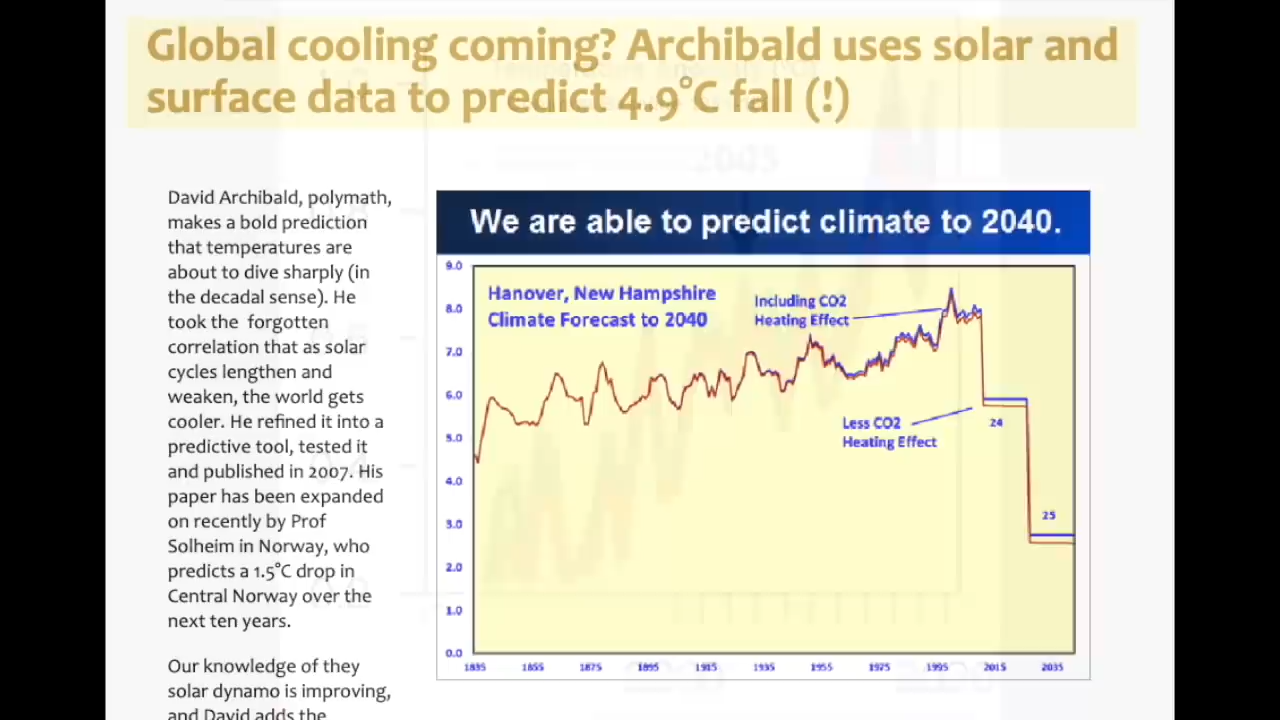 Global cooling coming? Archibald uses solar and
surface data to predict 4.9°C fall (!)
David Archibald, polymath,
makes a bold prediction
that temperatures are
about to dive sharply (in
the decadal sense). He
took the forgotten
correlation that as solar
cycles lengthen and
weaken, the world gets
cooler. He refined it into a
predictive tool, tested it
and published in 2007. His
paper has been expanded
on recently by Prof
Solheim in Norway, who
predicts a 1.5°C drop in
Central Norway over the
next ten years.
Our knowledge of they
solar dynamo is improving,
and David adds the
We are able to predict climate to 2040.
9.0
8.0
7.0
6.0
5.0
4.0
3.0
2.0
1.0
0.0
Hanover, New Hampshire
Climate Forecast to 2040
Including CO2
Heating Effect
Less CO2
Heating Effect
24
25
1835 1855 1875 1895 1915 1935 1955 1975 1995 2015 2035